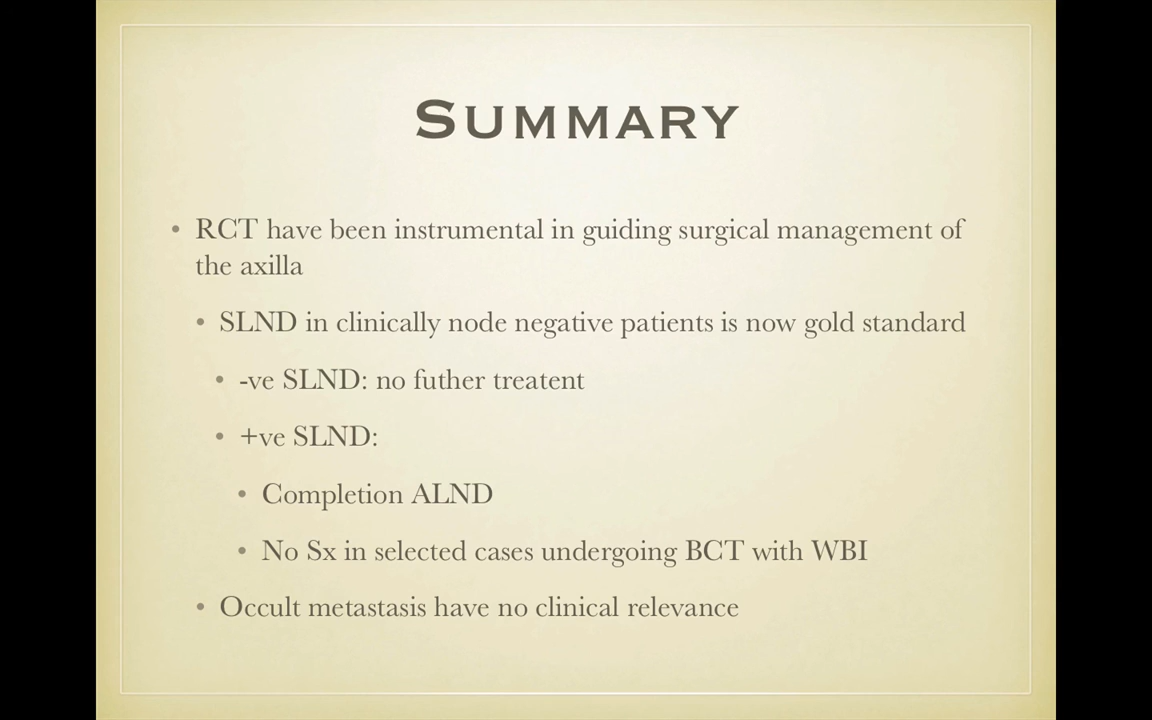 SUMMARY
• RCT have been instrumental in guiding surgical management of
the axilla
• SLND in clinically node negative patients is now gold standard
• -ve SLND: no futher treatent
• +ve SLND:
• Completion ALND
• No Sx in selected cases undergoing BCT with WBI
• Occult metastasis have no clinical relevance